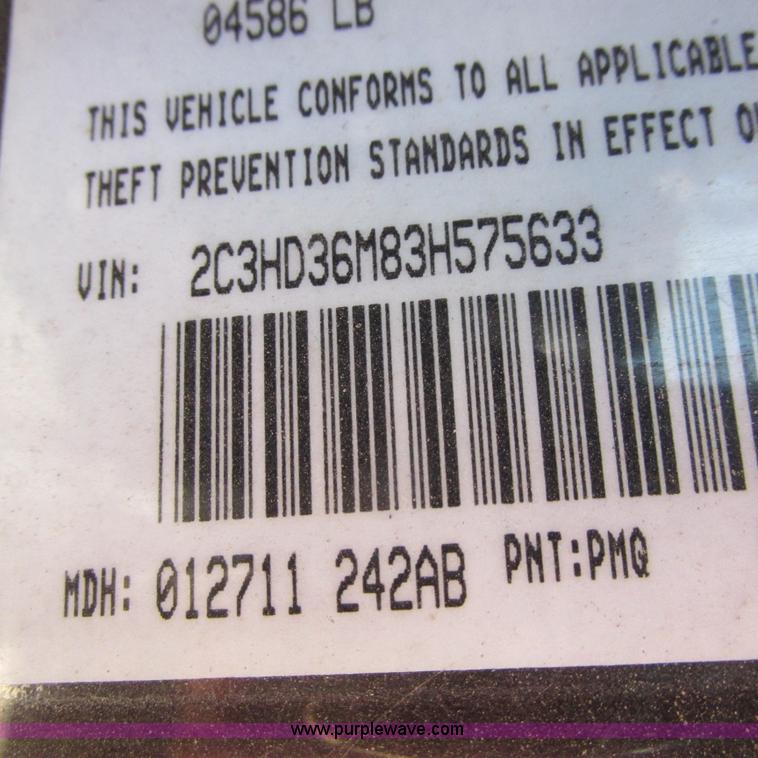 04586 LB
THIS VEHICLE CONFORMS TO ALL APPLICABLE
THEFT PREVENTION STANDARDS IN EFFECT
VIN: 2C3HD36M83H575633
MDH: 012711 242AB PNT:PMQ
www.purplewave.com